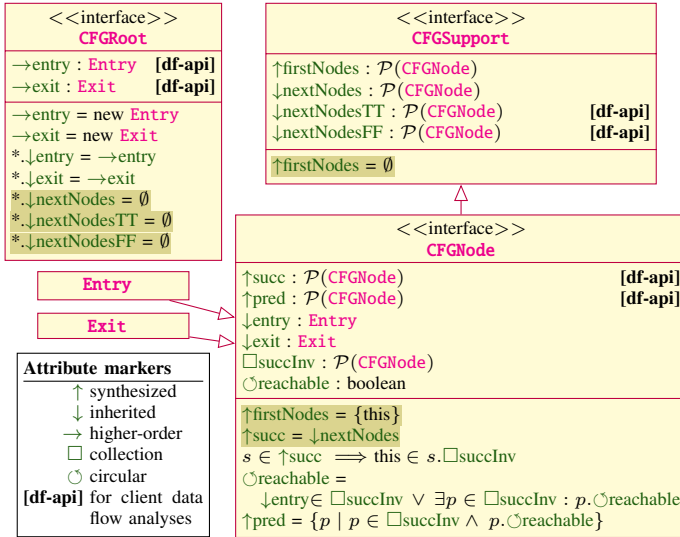 <<interface>>
CFGRoot
→entry : Entry [df-api]
→exit : Exit [df-api]
→entry = new Entry
→exit = new Exit
*.↓entry = →entry
*.↓exit = →exit
*.↓nextNodes = ∅
*.↓nextNodesTT = ∅
*.↓nextNodesFF = ∅
<<interface>>
CFGSupport
↑firstNodes : 𝒫(CFGNode)
↓nextNodes : 𝒫(CFGNode)
↓nextNodesTT : 𝒫(CFGNode) [df-api]
↓nextNodesFF : 𝒫(CFGNode) [df-api]
↑firstNodes = ∅
<<interface>>
CFGNode
↑succ : 𝒫(CFGNode) [df-api]
↑pred : 𝒫(CFGNode) [df-api]
↓entry : Entry
↓exit : Exit
□succInv : 𝒫(CFGNode)
↺reachable : boolean
↑firstNodes = {this}
↑succ = ↓nextNodes
s ∈ ↑succ ⟹ this ∈ s.□succInv
↺reachable =
↓entry∈ □succInv ∨ ∃p ∈ □succInv : p.↺reachable
↑pred = {p | p ∈ □succInv ∧ p.↺reachable}
Entry
Exit
Attribute markers
↑ synthesized
↓ inherited
→ higher-order
□ collection
↺ circular
[df-api] for client data
flow analyses